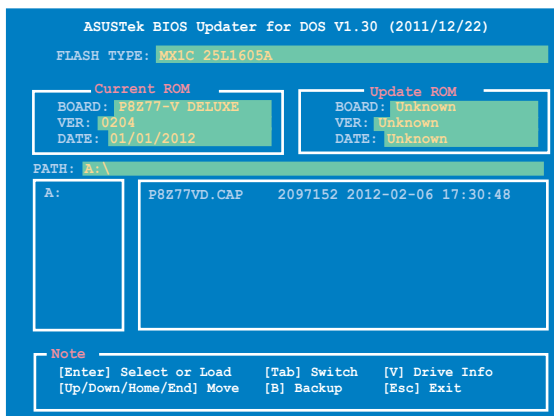 ASUSTek BIOS Updater for DOS V1.30 (2011/12/22)
FLASH TYPE: MX1C 25L1605A
Current ROM
BOARD: P8Z77-V DELUXE
VER: 0204
DATE: 01/01/2012
Update ROM
BOARD: Unknown
VER: Unknown
DATE: Unknown
PATH: A:\
A:
P8Z77VD.CAP 2097152 2012-02-06 17:30:48
Note
[Enter] Select or Load [Tab] Switch [V] Drive Info
[Up/Down/Home/End] Move [B] Backup [Esc] Exit